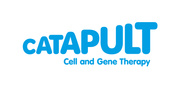 CATAPULT
Cell and Gene Therapy